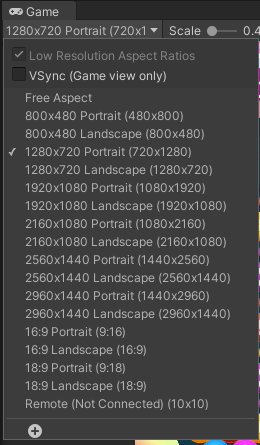 Game
1280x720 Portrait (720x1 Scale 0.4
Low Resolution Aspect Ratios
VSync (Game view only)
Free Aspect
800x480 Portrait (480x800)
800x480 Landscape (800x480)
1280x720 Portrait (720x1280)
1280x720 Landscape (1280x720)
1920x1080 Portrait (1080x1920)
1920x1080 Landscape (1920x1080)
2160x1080 Portrait (1080x2160)
2160x1080 Landscape (2160x1080)
2560x1440 Portrait (1440x2560)
2560x1440 Landscape (2560x1440)
2960x1440 Portrait (1440x2960)
2960x1440 Landscape (2960x1440)
16:9 Portrait (9:16)
16:9 Landscape (16:9)
18:9 Portrait (9:18)
18:9 Landscape (18:9)
Remote (Not Connected) (10x10)